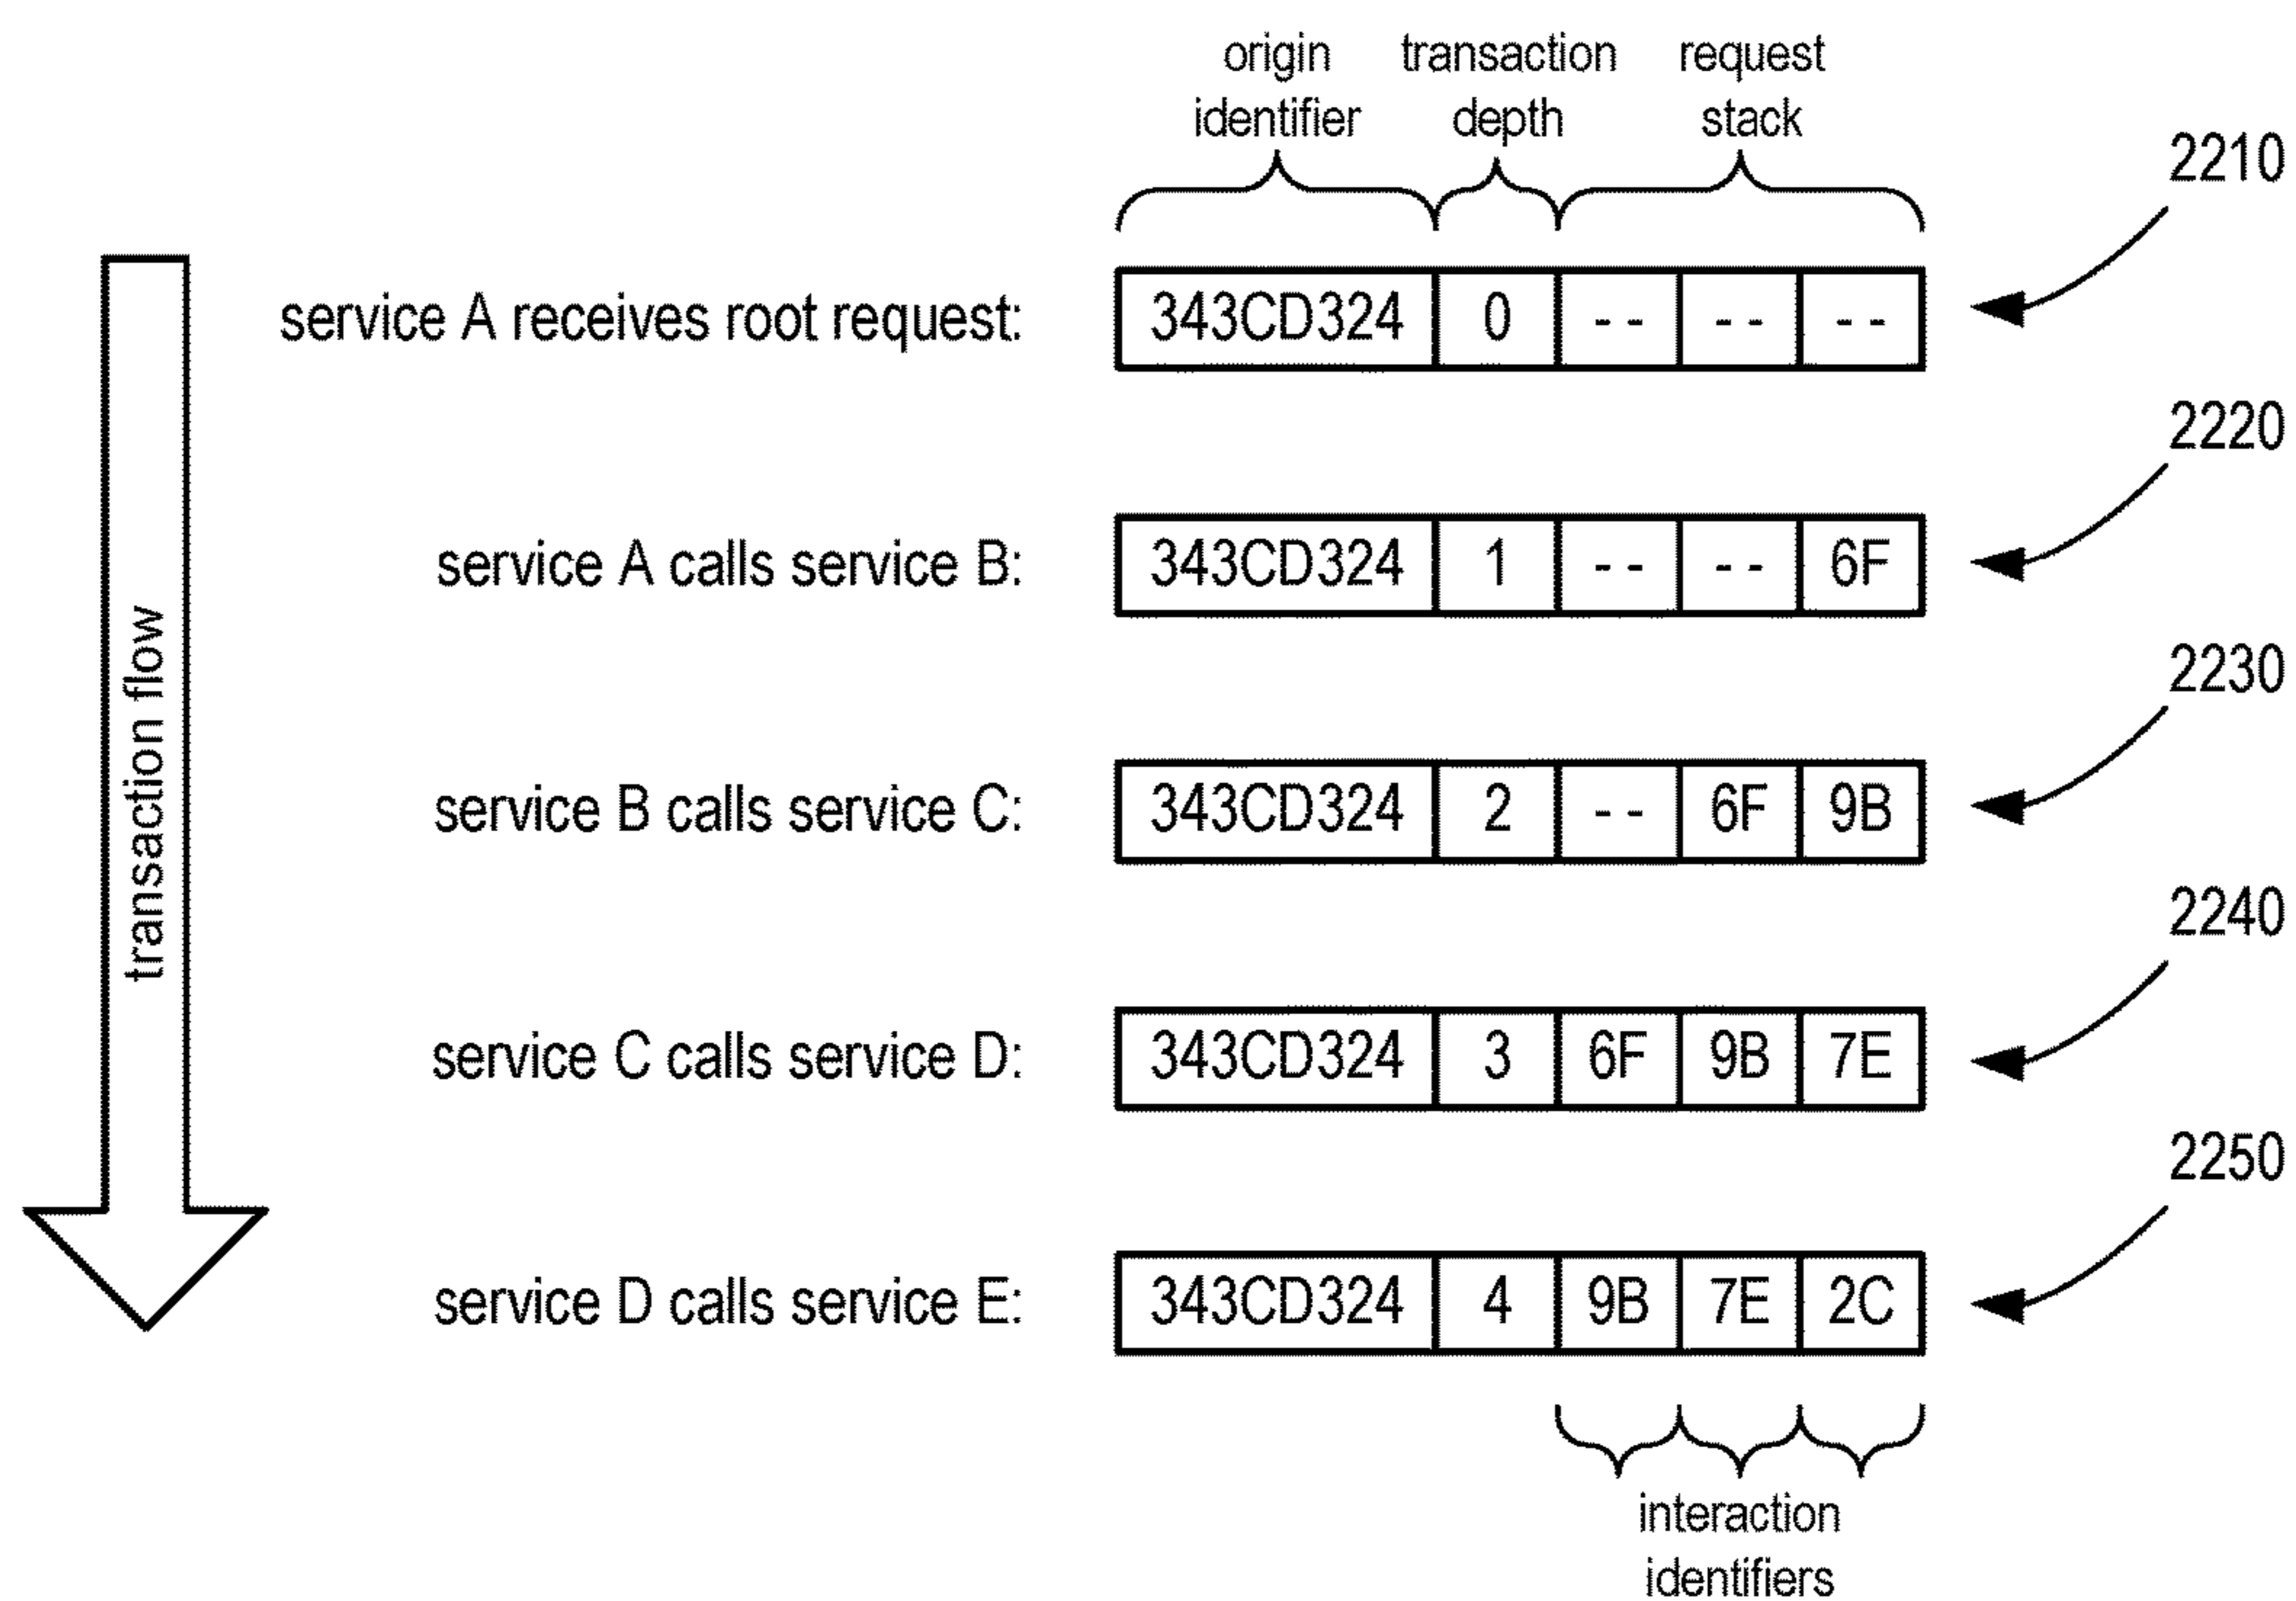 origin transaction request
identifier depth stack
2210
service A receives root request: 343CD324 0 -- -- --
2220
service A calls service B: 343CD324 1 -- -- 6F
2230
service B calls service C: 343CD324 2 -- 6F 9B
2240
service C calls service D: 343CD324 3 6F 9B 7E
2250
service D calls service E: 343CD324 4 9B 7E 2C
transaction flow
interaction
identifiers